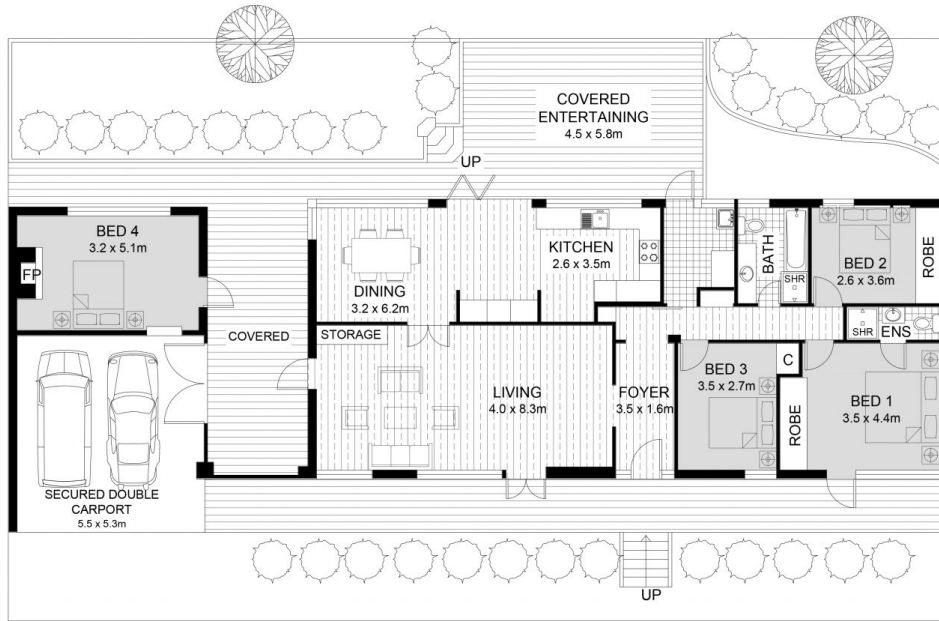 COVERED
ENTERTAINING
4.5 x 5.8m
UP
BED 4
3.2 x 5.1m
FP
KITCHEN
2.6 x 3.5m
DINING
3.2 x 6.2m
BATH
SHR
BED 2
2.6 x 3.6m
ROBE
COVERED
STORAGE
LIVING
4.0 x 8.3m
FOYER
3.5 x 1.6m
BED 3
3.5 x 2.7m
C
ROBE
SHR
ENS
BED 1
3.5 x 4.4m
SECURED DOUBLE
CARPORT
5.5 x 5.3m
UP